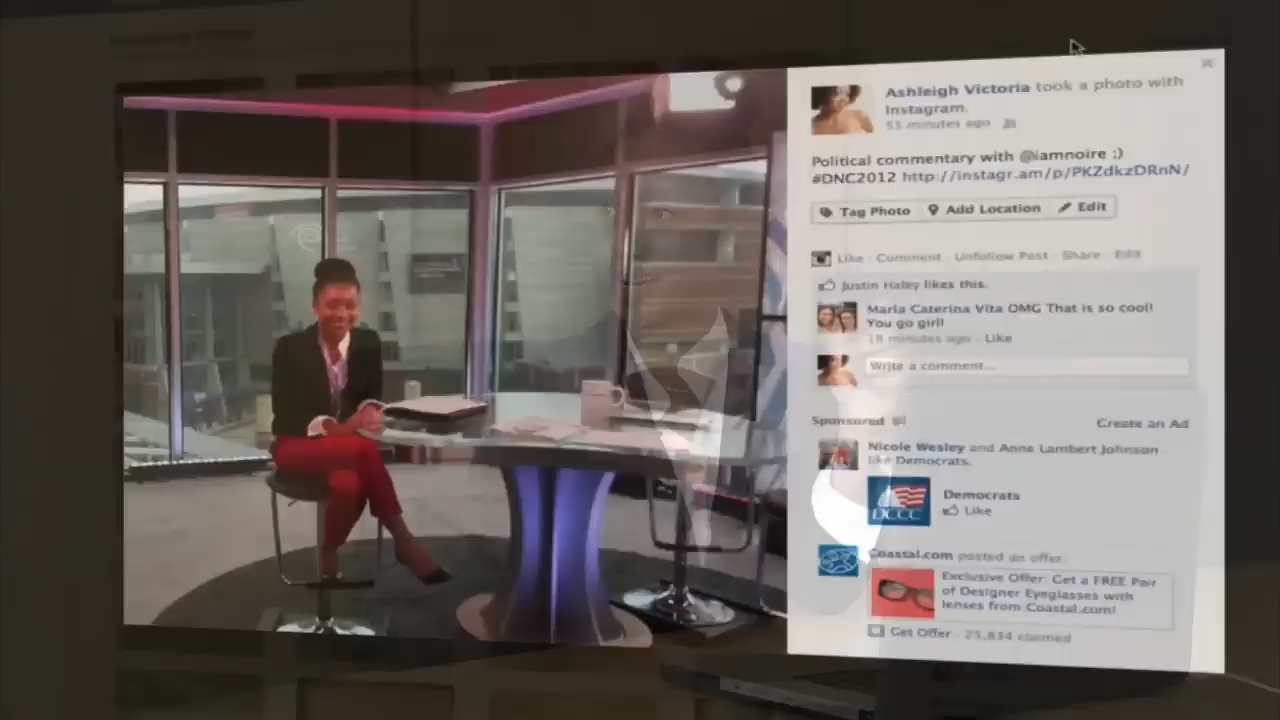 Ashleigh Victoria took a photo with
Instagram.
55 minutes ago
Political commentary with @iamnoire ;)
#DNC2012 http://instagr.am/p/PKZdkzDRnN/
Tag Photo Add Location Edit
Like · Comment · Unfollow Post · Share · Edit
Justin Haley likes this.
Maria Caterina Vita OMG That is so cool!
You go girl!
18 minutes ago · Like
Write a comment...
Sponsored Create an Ad
Nicole Wesley and Anne Lambert Johnson
like Democrats.
DCCC
Democrats
Like
Coastal.com posted an offer.
Exclusive Offer: Get a FREE Pair
of Designer Eyeglasses with
lenses from Coastal.com!
Get Offer · 25,834 claimed